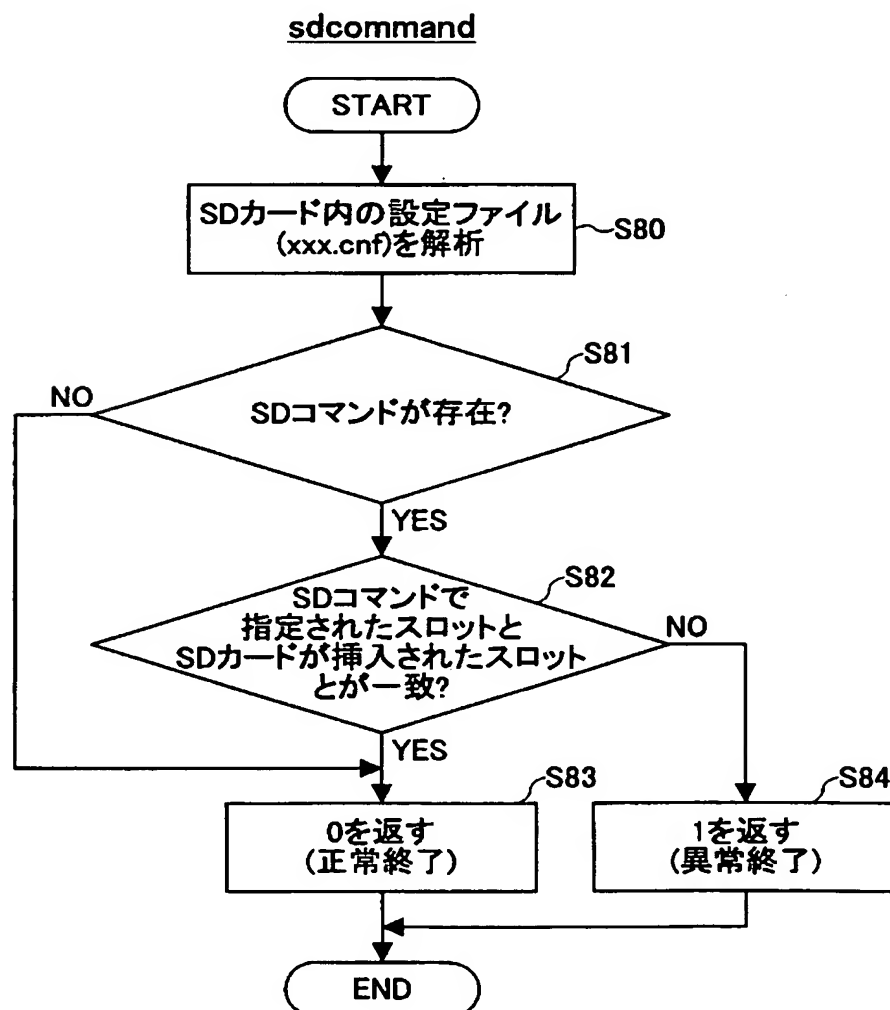 sdcommand
START
SDカード内の設定ファイル
(xxx.cnf)を解析
S80
S81
NO
SDコマンドが存在?
YES
S82
SDコマンドで
指定されたスロットと
SDカードが挿入されたスロット
とが一致?
NO
YES
S83
S84
0を返す
(正常終了)
1を返す
(異常終了)
END